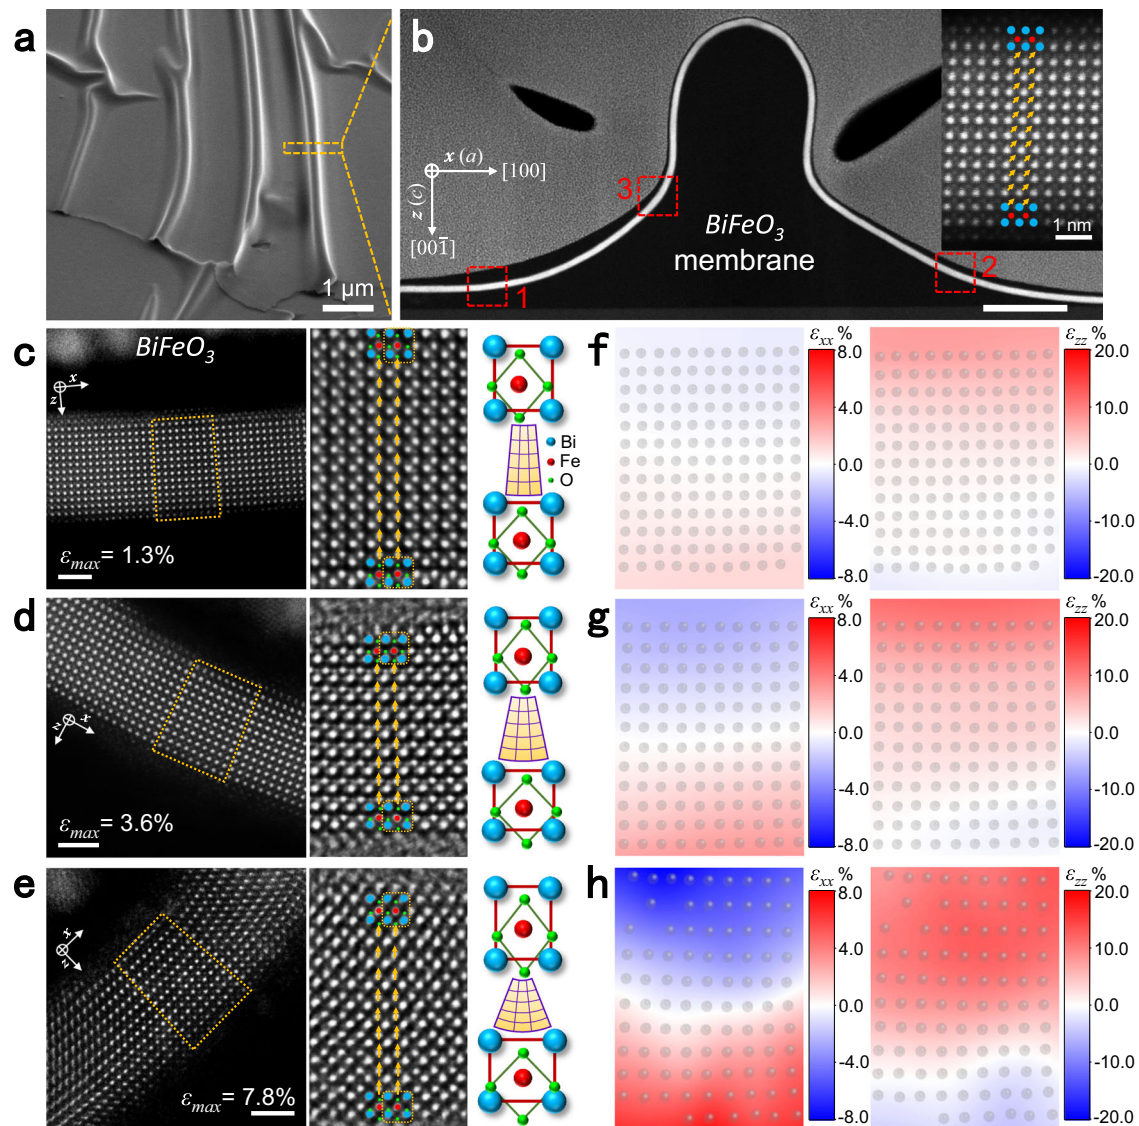 a
1 µm
b
x (a)
[100]
z (c)
[001̄]
3
1
2
BiFeO₃
membrane
1 nm
c
BiFeO₃
x
z
εmax = 1.3%
Bi
Fe
O
f
εxx %
8.0
4.0
0.0
-4.0
-8.0
εzz %
20.0
10.0
0.0
-10.0
-20.0
d
z
x
εmax = 3.6%
g
εxx %
8.0
4.0
0.0
-4.0
-8.0
εzz %
20.0
10.0
0.0
-10.0
-20.0
e
x
z
εmax = 7.8%
h
εxx %
8.0
4.0
0.0
-4.0
-8.0
εzz %
20.0
10.0
0.0
-10.0
-20.0